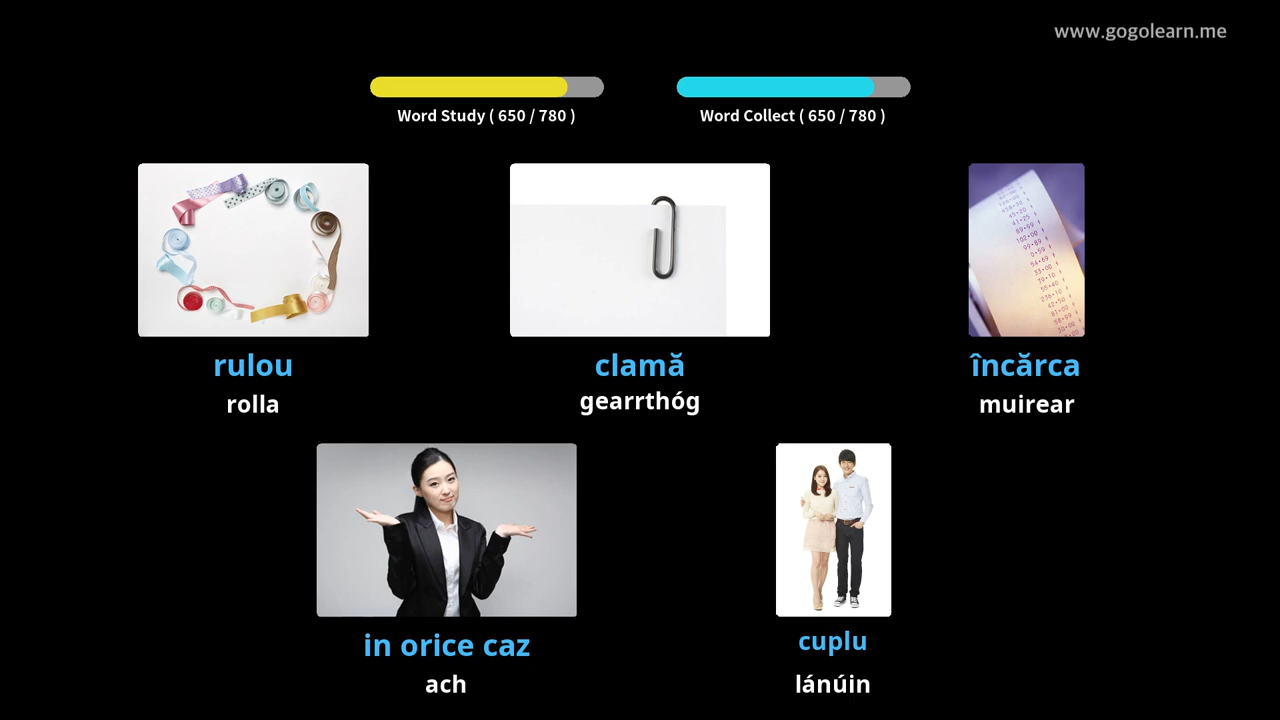 www.gogolearn.me
Word Study ( 650 / 780 )
Word Collect ( 650 / 780 )
rulou
rolla
clamă
gearrthóg
încărca
muirear
in orice caz
ach
cuplu
lánúin